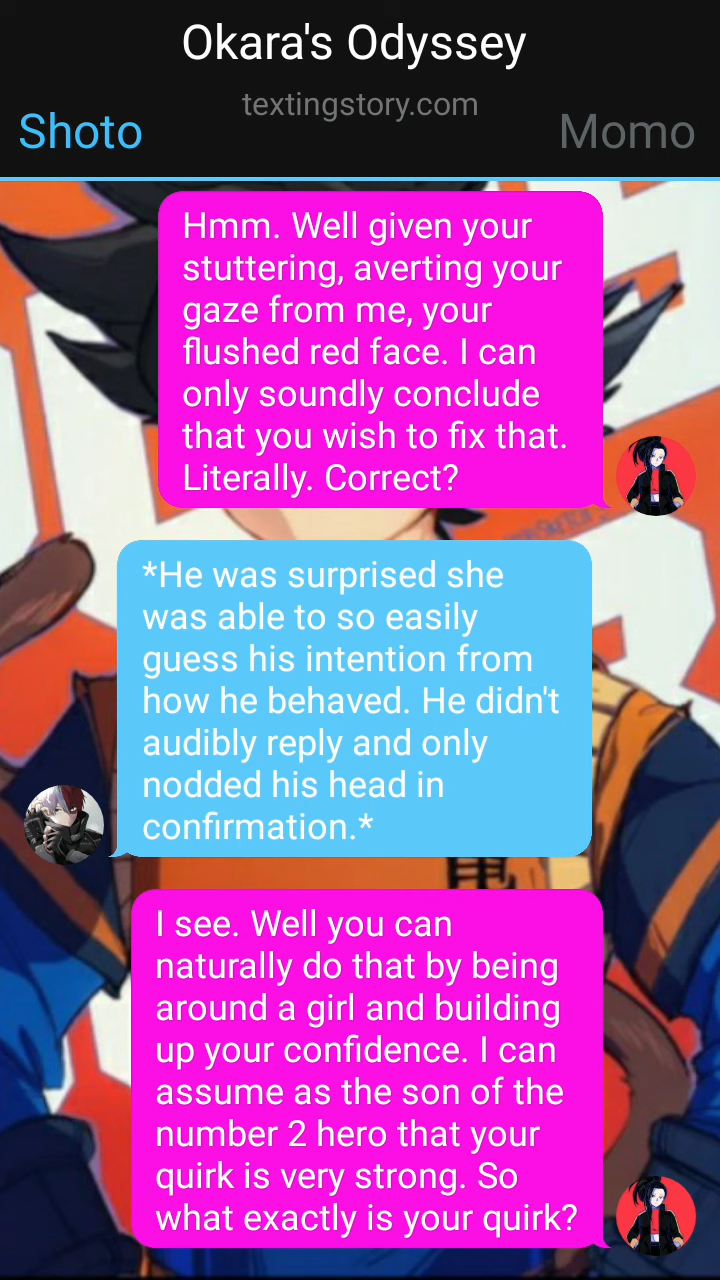 Okara's Odyssey
textingstory.com
Shoto
Momo
Hmm. Well given your
stuttering, averting your
gaze from me, your
flushed red face. I can
only soundly conclude
that you wish to fix that.
Literally. Correct?
*He was surprised she
was able to so easily
guess his intention from
how he behaved. He didn't
audibly reply and only
nodded his head in
confirmation.*
I see. Well you can
naturally do that by being
around a girl and building
up your confidence. I can
assume as the son of the
number 2 hero that your
quirk is very strong. So
what exactly is your quirk?